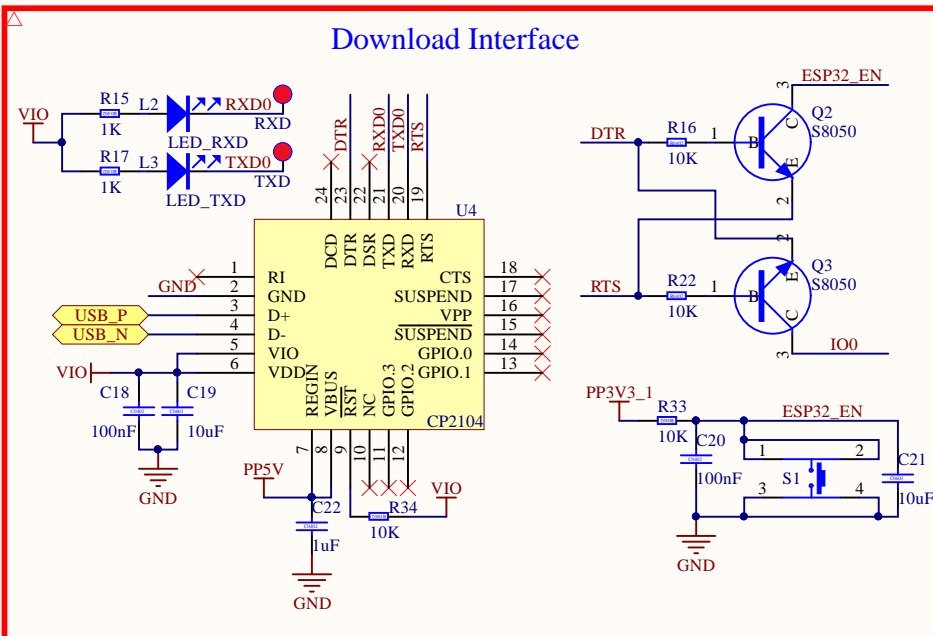 Download Interface
VIO
R15
1K
L2
RXD0
RXD
LED_RXD
R17
1K
L3
TXD0
TXD
LED_TXD
DTR
RXD0
TXD0
RTS
24
23
22
21
20
19
U4
DCD
DTR
DSR
TXD
RXD
RTS
1
RI
GND
2
GND
USB_P
3
D+
USB_N
4
D-
5
VIO
VIO
6
VDD
CTS
18
SUSPEND
17
VPP
16
SUSPEND
15
GPIO.0
14
GPIO.1
13
REGIN
VBUS
RST
NC
GPIO.3
GPIO.2
CP2104
7
8
9
10
11
12
C18
100nF
C19
10uF
GND
PP5V
C22
1uF
GND
R34
10K
VIO
ESP32_EN
3
Q2
S8050
DTR
R16
10K
1
B
C
E
2
2
Q3
S8050
RTS
R22
10K
1
B
E
C
3
IO0
PP3V3_1
R33
10K
ESP32_EN
C20
100nF
1
2
S1
3
4
C21
10uF
GND